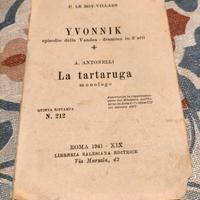 C. LE ROY-VILLARS
YVONNIK
episodio della Vandea - dramma in 3 atti
A. ANTONELLI
La tartaruga
monologo
QUINTA RISTAMPA
N. 212
ROMA 1941 - XIX
LIBRERIA SALESIANA EDITRICE
Via Marsala, 42